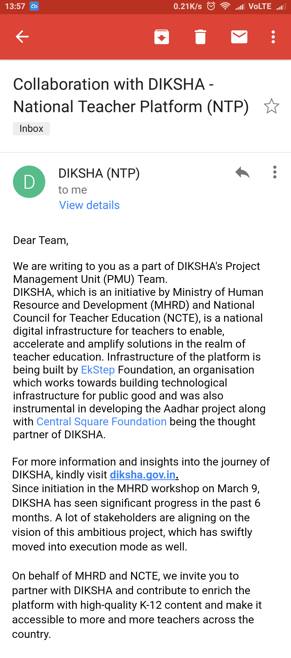 13:57
0.21K/s VoLTE
Collaboration with DIKSHA -
National Teacher Platform (NTP)
Inbox
D
DIKSHA (NTP)
to me
View details
Dear Team,
We are writing to you as a part of DIKSHA's Project
Management Unit (PMU) Team.
DIKSHA, which is an initiative by Ministry of Human
Resource and Development (MHRD) and National
Council for Teacher Education (NCTE), is a national
digital infrastructure for teachers to enable,
accelerate and amplify solutions in the realm of
teacher education. Infrastructure of the platform is
being built by EkStep Foundation, an organisation
which works towards building technological
infrastructure for public good and was also
instrumental in developing the Aadhar project along
with Central Square Foundation being the thought
partner of DIKSHA.
For more information and insights into the journey of
DIKSHA, kindly visit diksha.gov.in.
Since initiation in the MHRD workshop on March 9,
DIKSHA has seen significant progress in the past 6
months. A lot of stakeholders are aligning on the
vision of this ambitious project, which has swiftly
moved into execution mode as well.
On behalf of MHRD and NCTE, we invite you to
partner with DIKSHA and contribute to enrich the
platform with high-quality K-12 content and make it
accessible to more and more teachers across the
country.